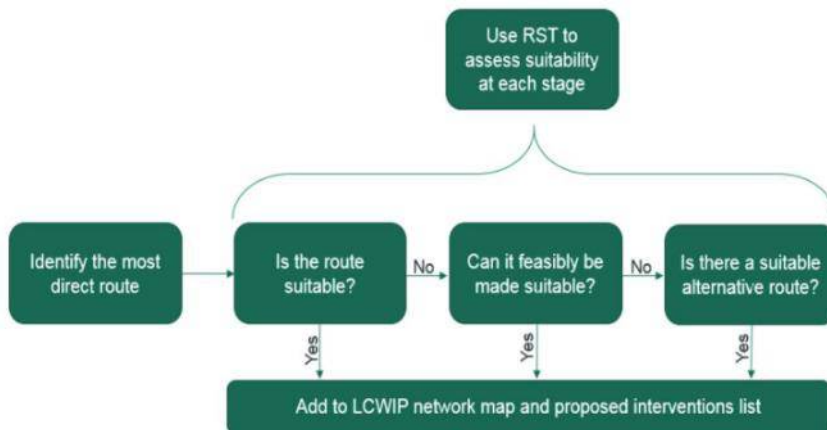 Use RST to
assess suitability
at each stage
Identify the most
direct route
Is the route
suitable?
No
Can it feasibly be
made suitable?
No
Is there a suitable
alternative route?
Yes
Yes
Yes
Add to LCWIP network map and proposed interventions list